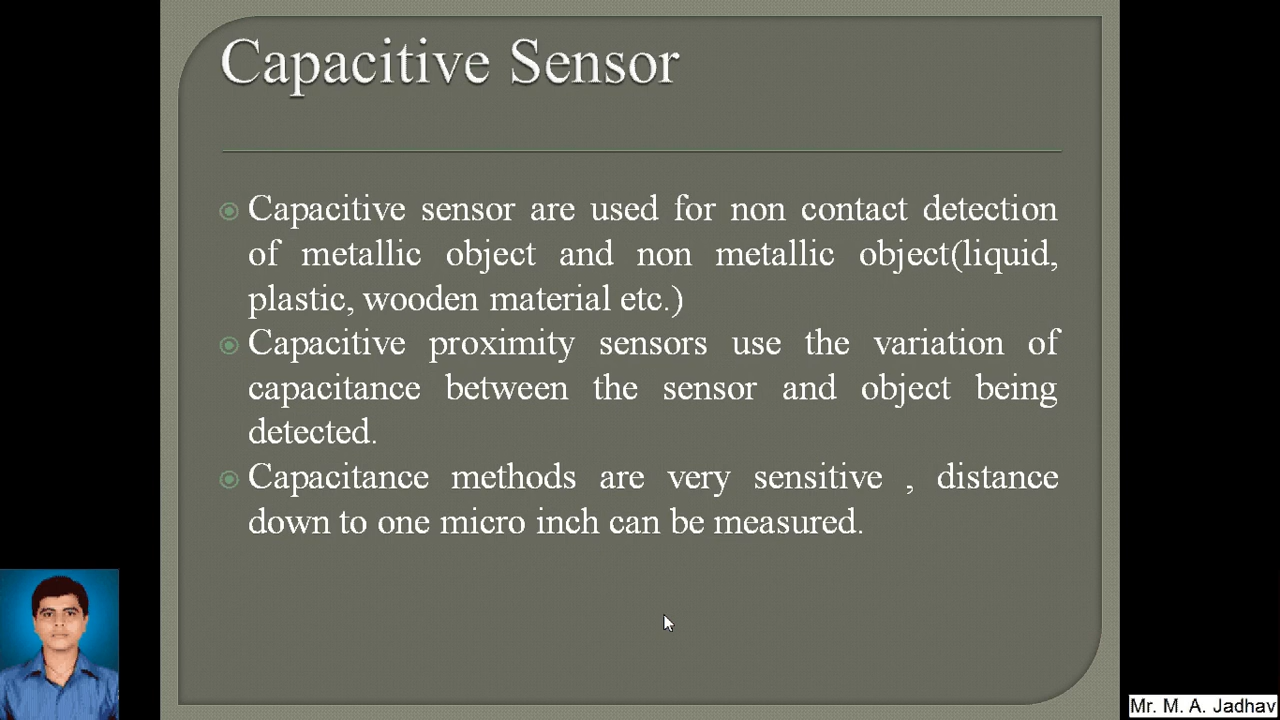 Capacitive Sensor
Capacitive sensor are used for non contact detection
of metallic object and non metallic object(liquid,
plastic, wooden material etc.)
Capacitive proximity sensors use the variation of
capacitance between the sensor and object being
detected.
Capacitance methods are very sensitive , distance
down to one micro inch can be measured.
Mr. M. A. Jadhav